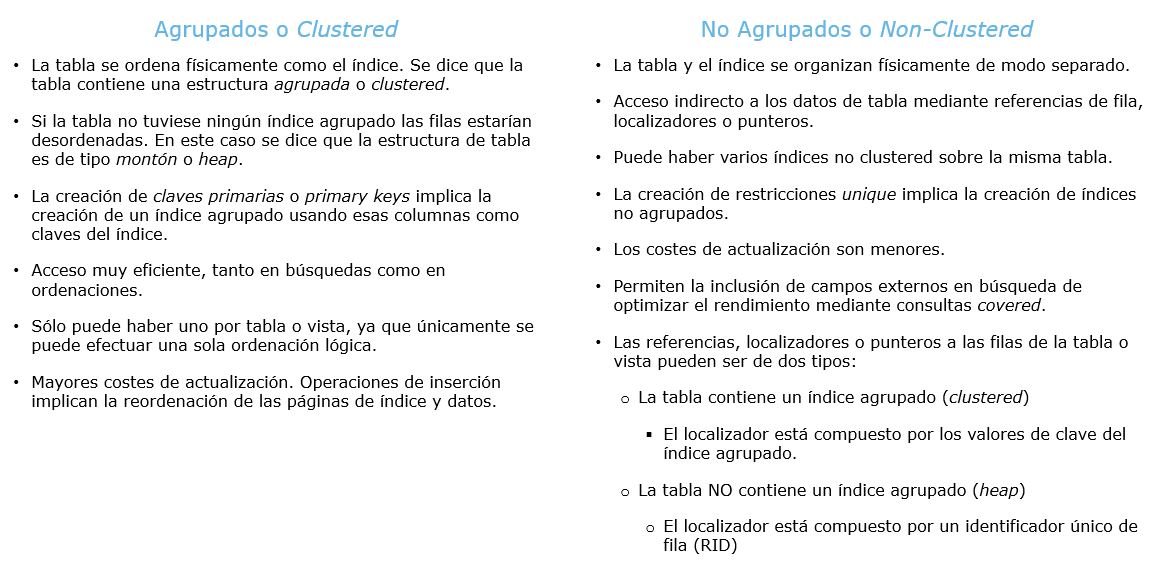 Agrupados o Clustered
• La tabla se ordena físicamente como el índice. Se dice que la
tabla contiene una estructura agrupada o clustered.
• Si la tabla no tuviese ningún índice agrupado las filas estarían
desordenadas. En este caso se dice que la estructura de tabla
es de tipo montón o heap.
• La creación de claves primarias o primary keys implica la
creación de un índice agrupado usando esas columnas como
claves del índice.
• Acceso muy eficiente, tanto en búsquedas como en
ordenaciones.
• Sólo puede haber uno por tabla o vista, ya que únicamente se
puede efectuar una sola ordenación lógica.
• Mayores costes de actualización. Operaciones de inserción
implican la reordenación de las páginas de índice y datos.
No Agrupados o Non-Clustered
• La tabla y el índice se organizan físicamente de modo separado.
• Acceso indirecto a los datos de tabla mediante referencias de fila,
localizadores o punteros.
• Puede haber varios índices no clustered sobre la misma tabla.
• La creación de restricciones unique implica la creación de índices
no agrupados.
• Los costes de actualización son menores.
• Permiten la inclusión de campos externos en búsqueda de
optimizar el rendimiento mediante consultas covered.
• Las referencias, localizadores o punteros a las filas de la tabla o
vista pueden ser de dos tipos:
o La tabla contiene un índice agrupado (clustered)
▪ El localizador está compuesto por los valores de clave del
índice agrupado.
o La tabla NO contiene un índice agrupado (heap)
o El localizador está compuesto por un identificador único de
fila (RID)